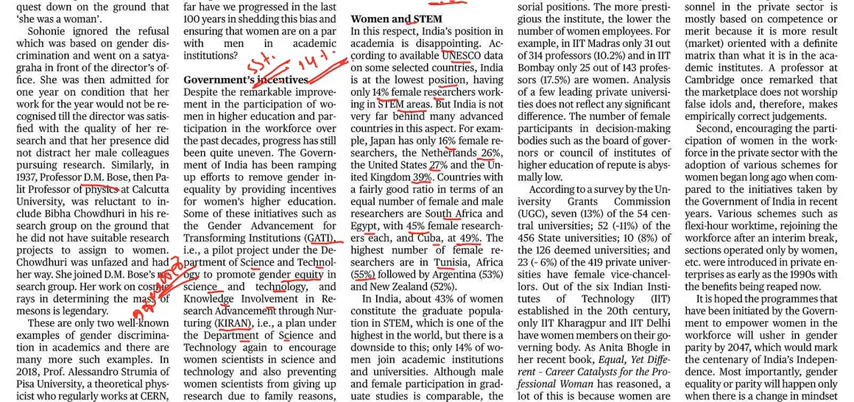 quest down on the ground that
'she was a woman'.
Sohonie ignored the refusal
which was based on gender dis-
crimination and went on a satya-
graha in front of the director's of-
fice. She was then admitted for
one year on condition that her
work for the year would not be re-
cognised till the director was satis-
fied with the quality of her re-
search and that her presence did
not distract her male colleagues
pursuing research. Similarly, in
1937, Professor D.M. Bose, then Pa-
lit Professor of physics at Calcutta
University, was reluctant to in-
clude Bibha Chowdhuri in his re-
search group on the ground that
he did not have suitable research
projects to assign to women.
Chowdhuri was unfazed and had
her way. She joined D.M. Bose's re-
search group. Her work on cosmic
rays in determining the mass of
mesons is legendary.
These are only two well-known
examples of gender discrimina-
tion in academics and there are
many more such examples. In
2018, Prof. Alessandro Strumia of
Pisa University, a theoretical phys-
icist who regularly works at CERN,
far have we progressed in the last
100 years in shedding this bias and
ensuring that women are on a par
with men in academic
institutions?
55%
14%
Government's incentives
Despite the remarkable improve-
ment in the participation of wo-
men in higher education and par-
ticipation in the workforce over
the past decades, progress has still
been quite uneven. The Govern-
ment of India has been ramping
up efforts to remove gender in-
equality by providing incentives
for women's higher education.
Some of these initiatives such as
the Gender Advancement for
Transforming Institutions (GATI),
i.e., a pilot project under the De-
partment of Science and Technol-
ogy to promote gender equity in
science and technology, and
Knowledge Involvement in Re-
search Advancement through Nur-
turing (KIRAN), i.e., a plan under
the Department of Science and
Technology again to encourage
women scientists in science and
technology and also preventing
women scientists from giving up
research due to family reasons,
Women and STEM
In this respect, India's position in
academia is disappointing. Ac-
cording to available UNESCO data
on some selected countries, India
is at the lowest position, having
only 14% female researchers work-
ing in STEM areas. But India is not
very far behind many advanced
countries in this aspect. For exam-
ple, Japan has only 16% female re-
searchers, the Netherlands 26%,
the United States 27% and the Un-
ited Kingdom 39%. Countries with
a fairly good ratio in terms of an
equal number of female and male
researchers are South Africa and
Egypt, with 45% female research-
ers each, and Cuba, at 49%. The
highest number of female re-
searchers are in Tunisia, Africa
(55%) followed by Argentina (53%)
and New Zealand (52%).
In India, about 43% of women
constitute the graduate popula-
tion in STEM, which is one of the
highest in the world, but there is a
downside to this; only 14% of wo-
men join academic institutions
and universities. Although male
and female participation in grad-
uate studies is comparable, the
sorial positions. The more presti-
gious the institute, the lower the
number of women employees. For
example, in IIT Madras only 31 out
of 314 professors (10.2%) and in IIT
Bombay only 25 out of 143 profes-
sors (17.5%) are women. Analysis
of a few leading private universi-
ties does not reflect any significant
difference. The number of female
participants in decision-making
bodies such as the board of gover-
nors or council of institutes of
higher education of repute is abys-
mally low.
According to a survey by the Un-
iversity Grants Commission
(UGC), seven (13%) of the 54 cen-
tral universities; 52 (-11%) of the
456 State universities; 10 (8%) of
the 126 deemed universities; and
23 (- 6%) of the 419 private univer-
sities have female vice-chancel-
lors. Out of the six Indian Insti-
tutes of Technology (IIT)
established in the 20th century,
only IIT Kharagpur and IIT Delhi
have women members on their go-
verning body. As Anita Bhogle in
her recent book, Equal, Yet Diffe-
rent - Career Catalysts for the Pro-
fessional Woman has reasoned, a
lot of this is because women are
sonnel in the private sector is
mostly based on competence or
merit because it is more result
(market) oriented with a definite
matrix than what it is in the aca-
demic institutes. A professor at
Cambridge once remarked that
the marketplace does not worship
false idols and, therefore, makes
empirically correct judgements.
Second, encouraging the parti-
cipation of women in the work-
force in the private sector with the
adoption of various schemes for
women began long ago when com-
pared to the initiatives taken by
the Government of India in recent
years. Various schemes such as
flexi-hour worktime, rejoining the
workforce after an interim break,
sections operated only by women,
etc. were introduced in private en-
terprises as early as the 1990s with
the benefits being reaped now.
It is hoped the programmes that
have been initiated by the Govern-
ment to empower women in the
workforce will usher in gender
parity by 2047, which would mark
the centenary of India's Indepen-
dence. Most importantly, gender
equality or parity will happen only
when there is a change in mindset